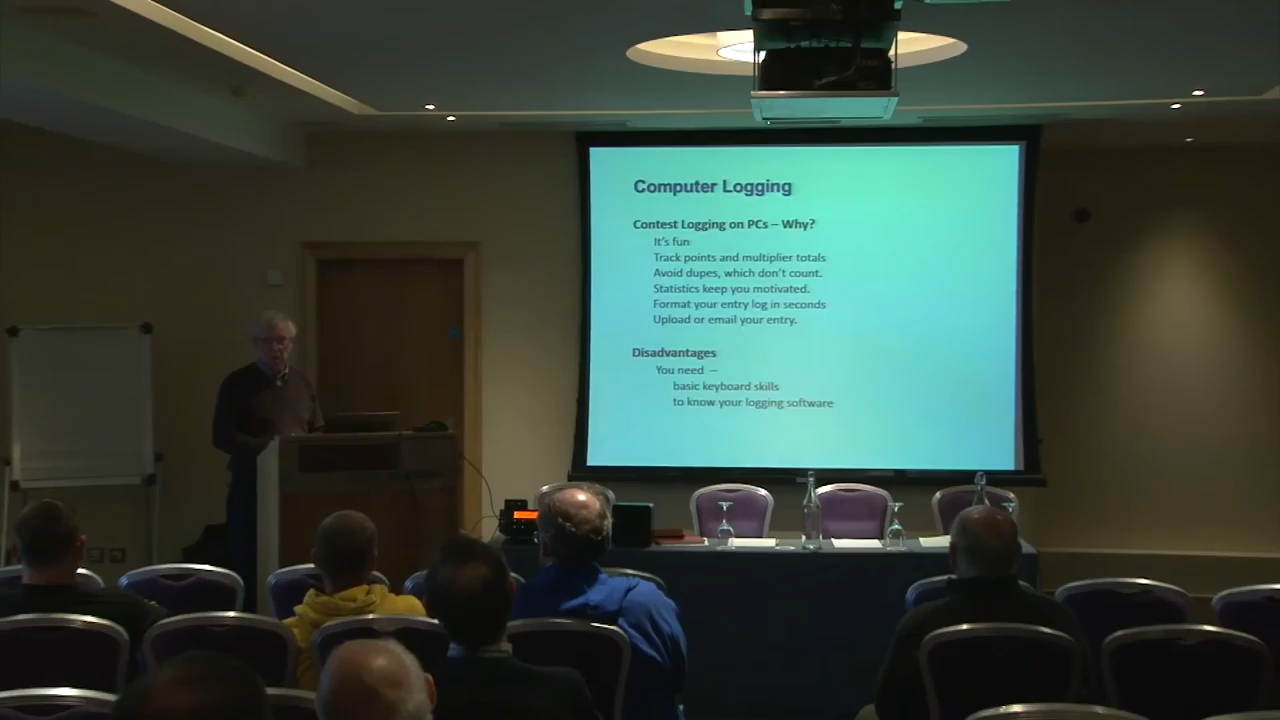 Computer Logging
Contest Logging on PCs – Why?
It's fun
Track points and multiplier totals
Avoid dupes, which don't count.
Statistics keep you motivated.
Format your entry log in seconds
Upload or email your entry.
Disadvantages
You need –
basic keyboard skills
to know your logging software